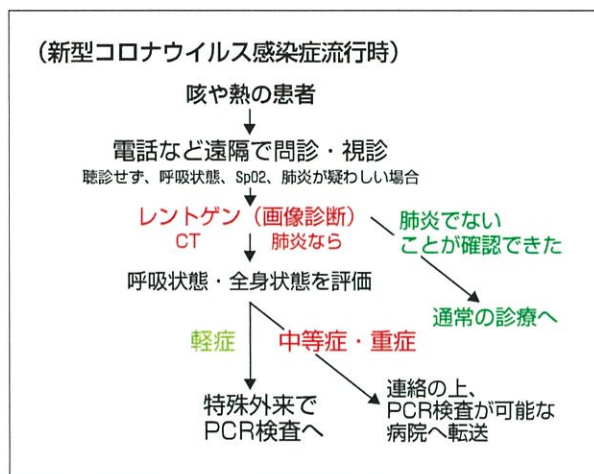 (新型コロナウイルス感染症流行時)
咳や熱の患者
電話など遠隔で問診・視診
聴診せず、呼吸状態、SpO2、肺炎が疑わしい場合
レントゲン(画像診断)
CT 肺炎なら
肺炎でない
ことが確認できた
呼吸状態・全身状態を評価
通常の診療へ
軽症 中等症・重症
特殊外来で
PCR検査へ
連絡の上、
PCR検査が可能な
病院へ転送